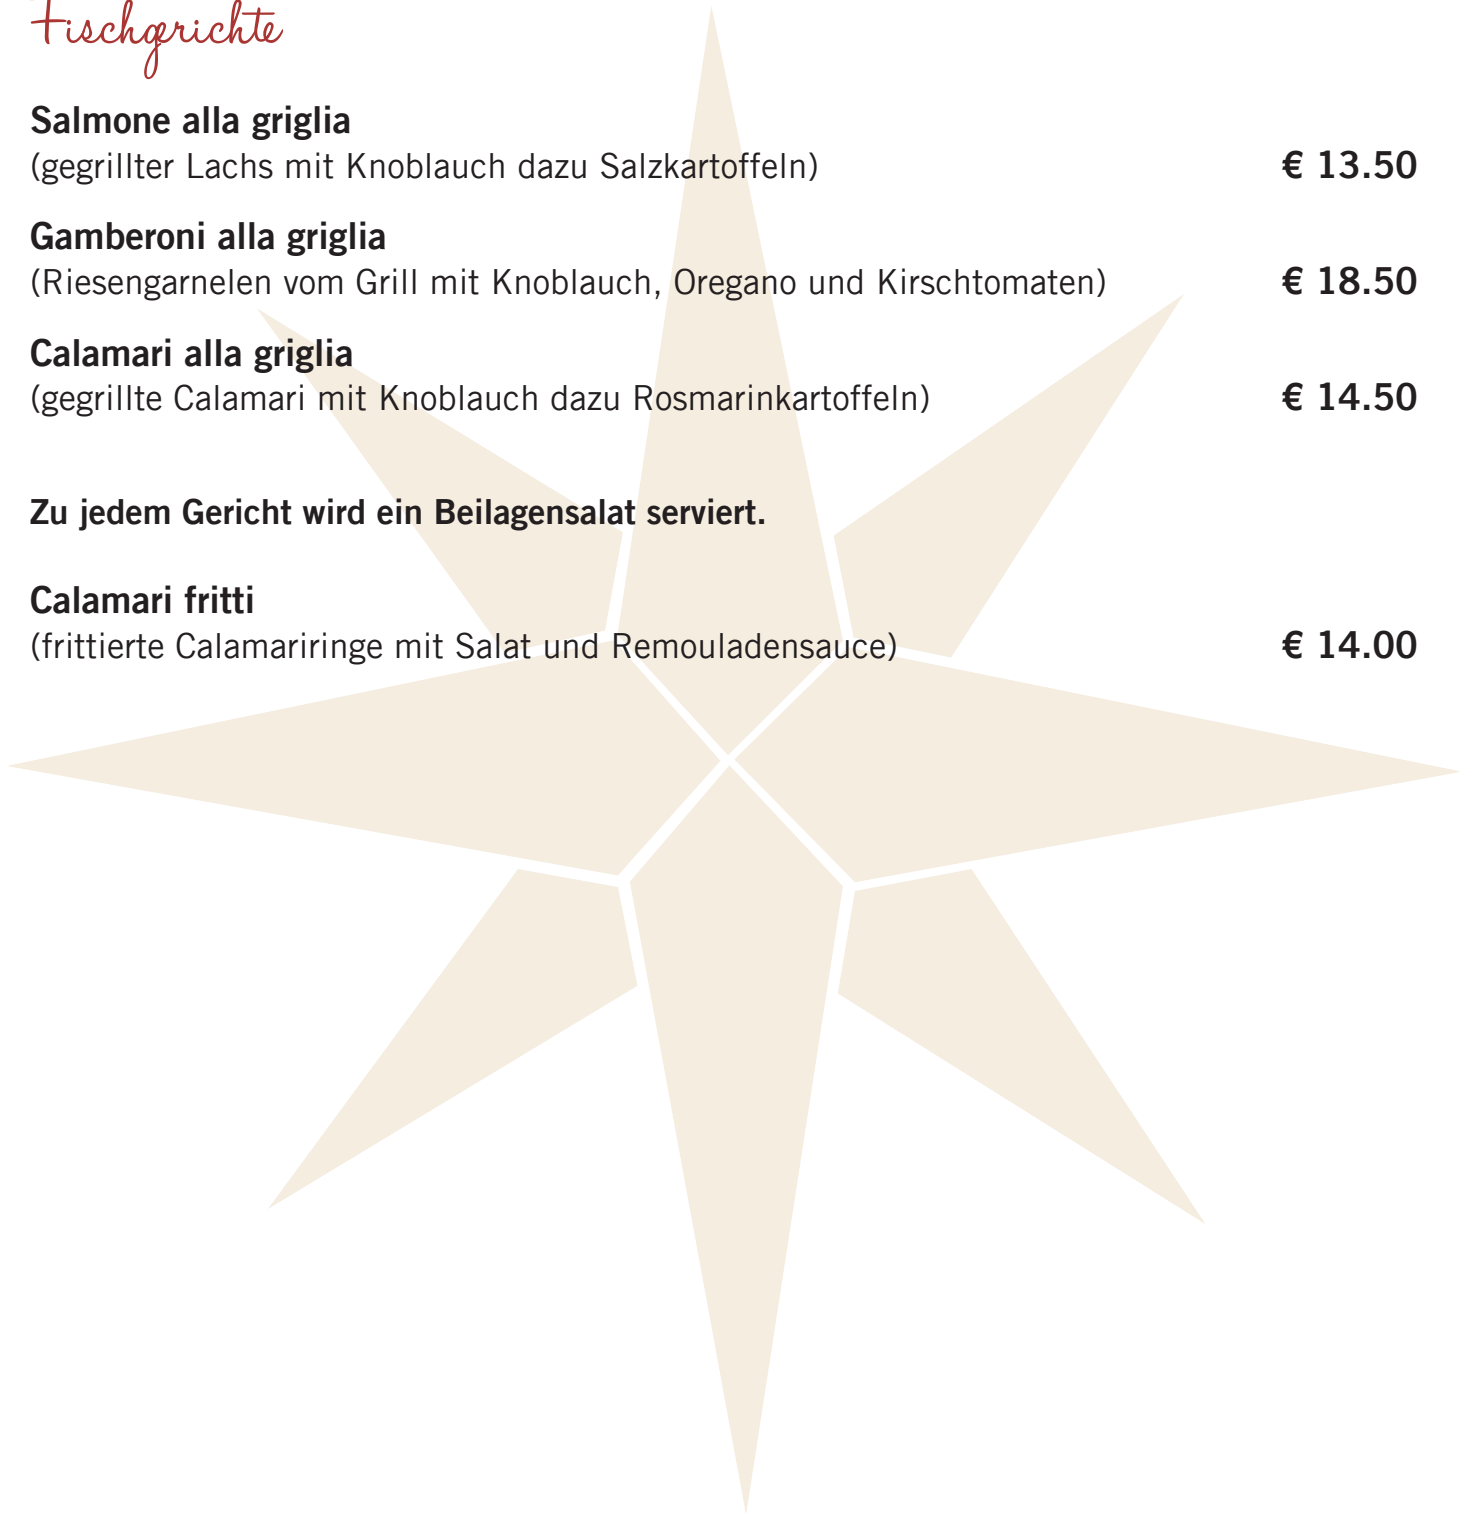 Fischgerichte
Salmone alla griglia
(gegrillter Lachs mit Knoblauch dazu Salzkartoffeln) € 13.50
Gamberoni alla griglia
(Riesengarnelen vom Grill mit Knoblauch, Oregano und Kirschtomaten) € 18.50
Calamari alla griglia
(gegrillte Calamari mit Knoblauch dazu Rosmarinkartoffeln) € 14.50
Zu jedem Gericht wird ein Beilagensalat serviert.
Calamari fritti
(frittierte Calamariringe mit Salat und Remouladensauce) € 14.00